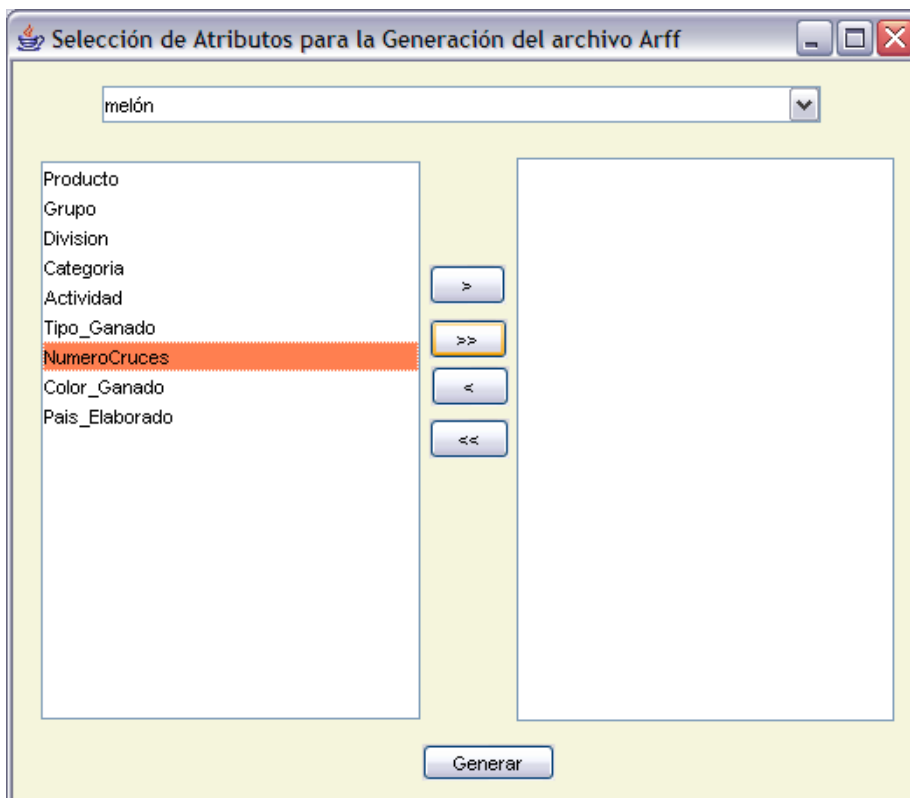 Selección de Atributos para la Generación del archivo Arff
melón
Producto
Grupo
Division
Categoria
Actividad
Tipo_Ganado
NumeroCruces
Color_Ganado
Pais_Elaborado
>
>>
<
<<
Generar